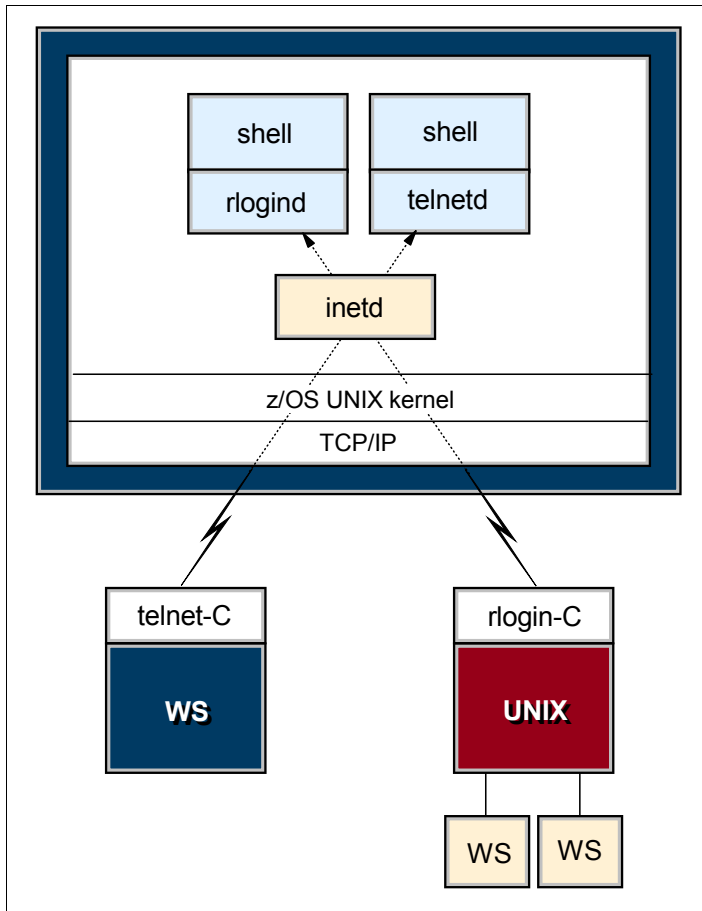 shell
shell
rlogind
telnetd
inetd
z/OS UNIX kernel
TCP/IP
telnet-C
rlogin-C
WS
UNIX
WS
WS